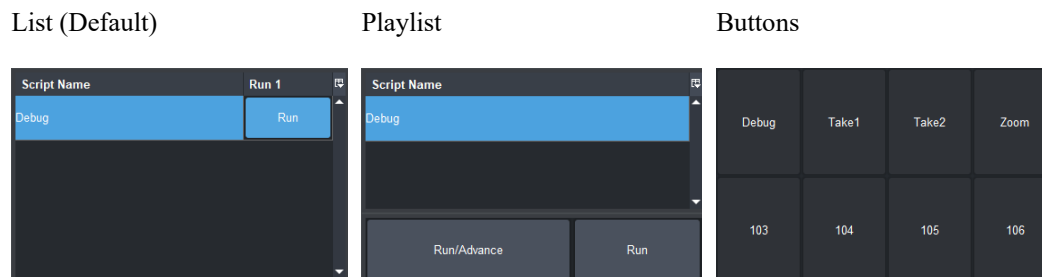 List (Default)
Playlist
Buttons
Script Name Run 1
Debug Run
Script Name
Debug
Run/Advance Run
Debug Take1 Take2 Zoom
103 104 105 106